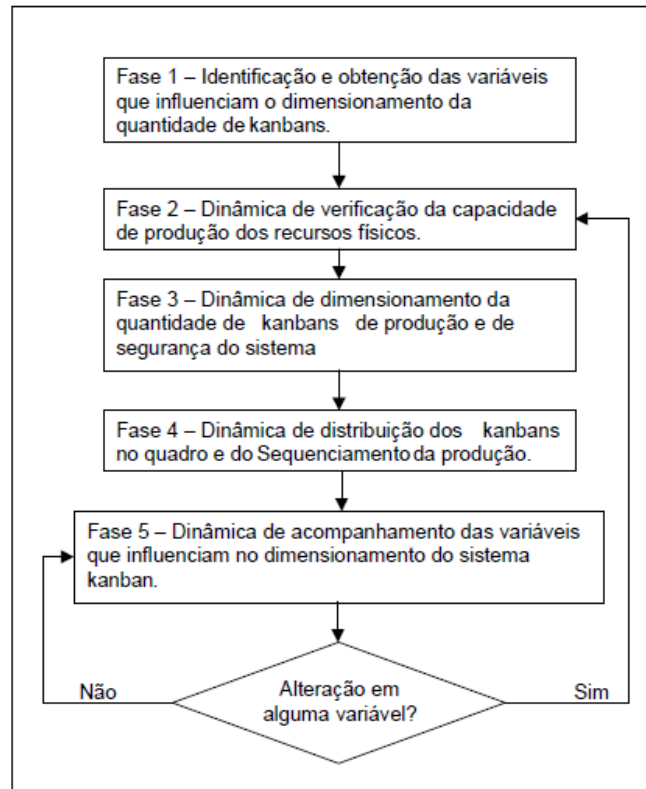 Fase 1 – Identificação e obtenção das variáveis
que influenciam o dimensionamento da
quantidade de kanbans.
Fase 2 – Dinâmica de verificação da capacidade
de produção dos recursos físicos.
Fase 3 – Dinâmica de dimensionamento da
quantidade de kanbans de produção e de
segurança do sistema
Fase 4 – Dinâmica de distribuição dos kanbans
no quadro e do Sequenciamento da produção.
Fase 5 – Dinâmica de acompanhamento das variáveis
que influenciam no dimensionamento do sistema
kanban.
Não
Alteração em
alguma variável?
Sim